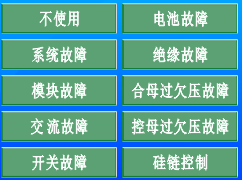 不使用 电池故障
系统故障 绝缘故障
模块故障 合母过欠压故障
交流故障 控母过欠压故障
开关故障 硅链控制